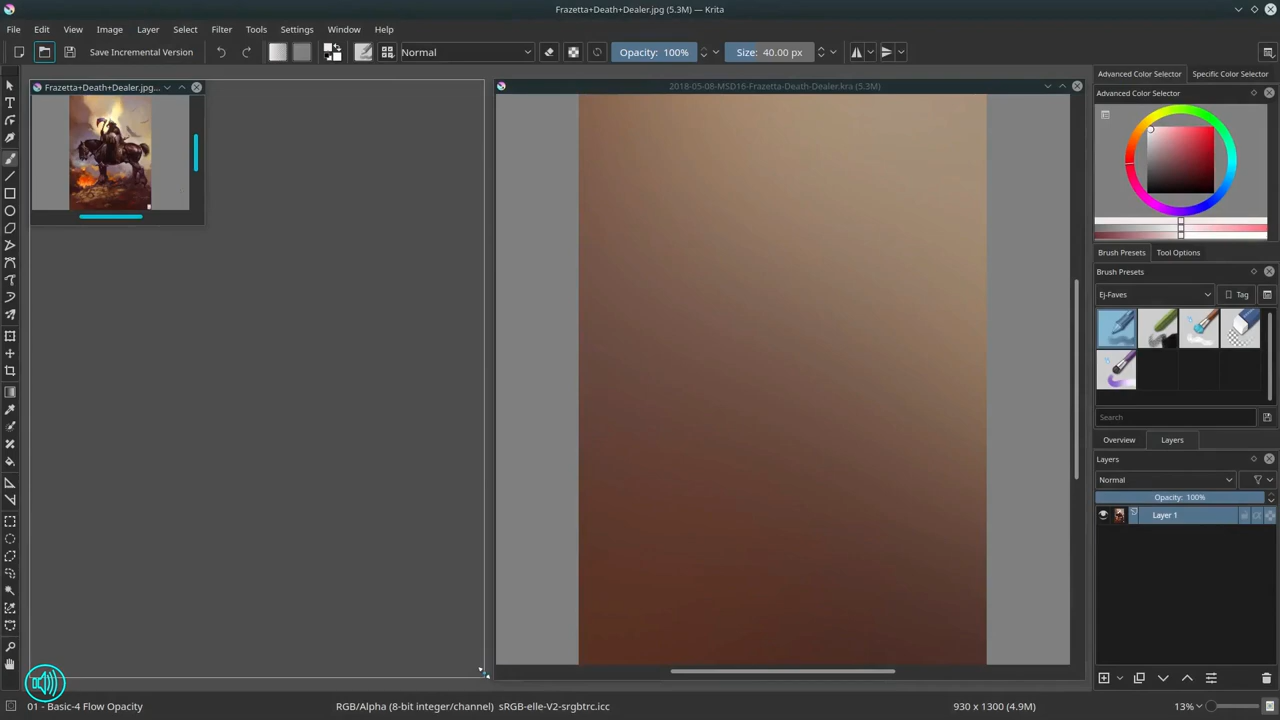 Frazetta+Death+Dealer.jpg (5.3M) — Krita
File Edit View Image Layer Select Filter Tools Settings Window Help
Save Incremental Version Normal Opacity: 100% Size: 40.00 px
Advanced Color Selector Specific Color Selector
Frazetta+Death+Dealer.jpg... 2018-05-08-MSD16-Frazetta-Death-Dealer.kra (5.3M)
Advanced Color Selector
Brush Presets Tool Options
Brush Presets
Ej-Faves Tag
Search
Overview Layers
Layers
Normal
Opacity: 100%
Layer 1
01 - Basic-4 Flow Opacity RGB/Alpha (8-bit integer/channel) sRGB-elle-V2-srgbtrc.icc 930 x 1300 (4.9M) 13%